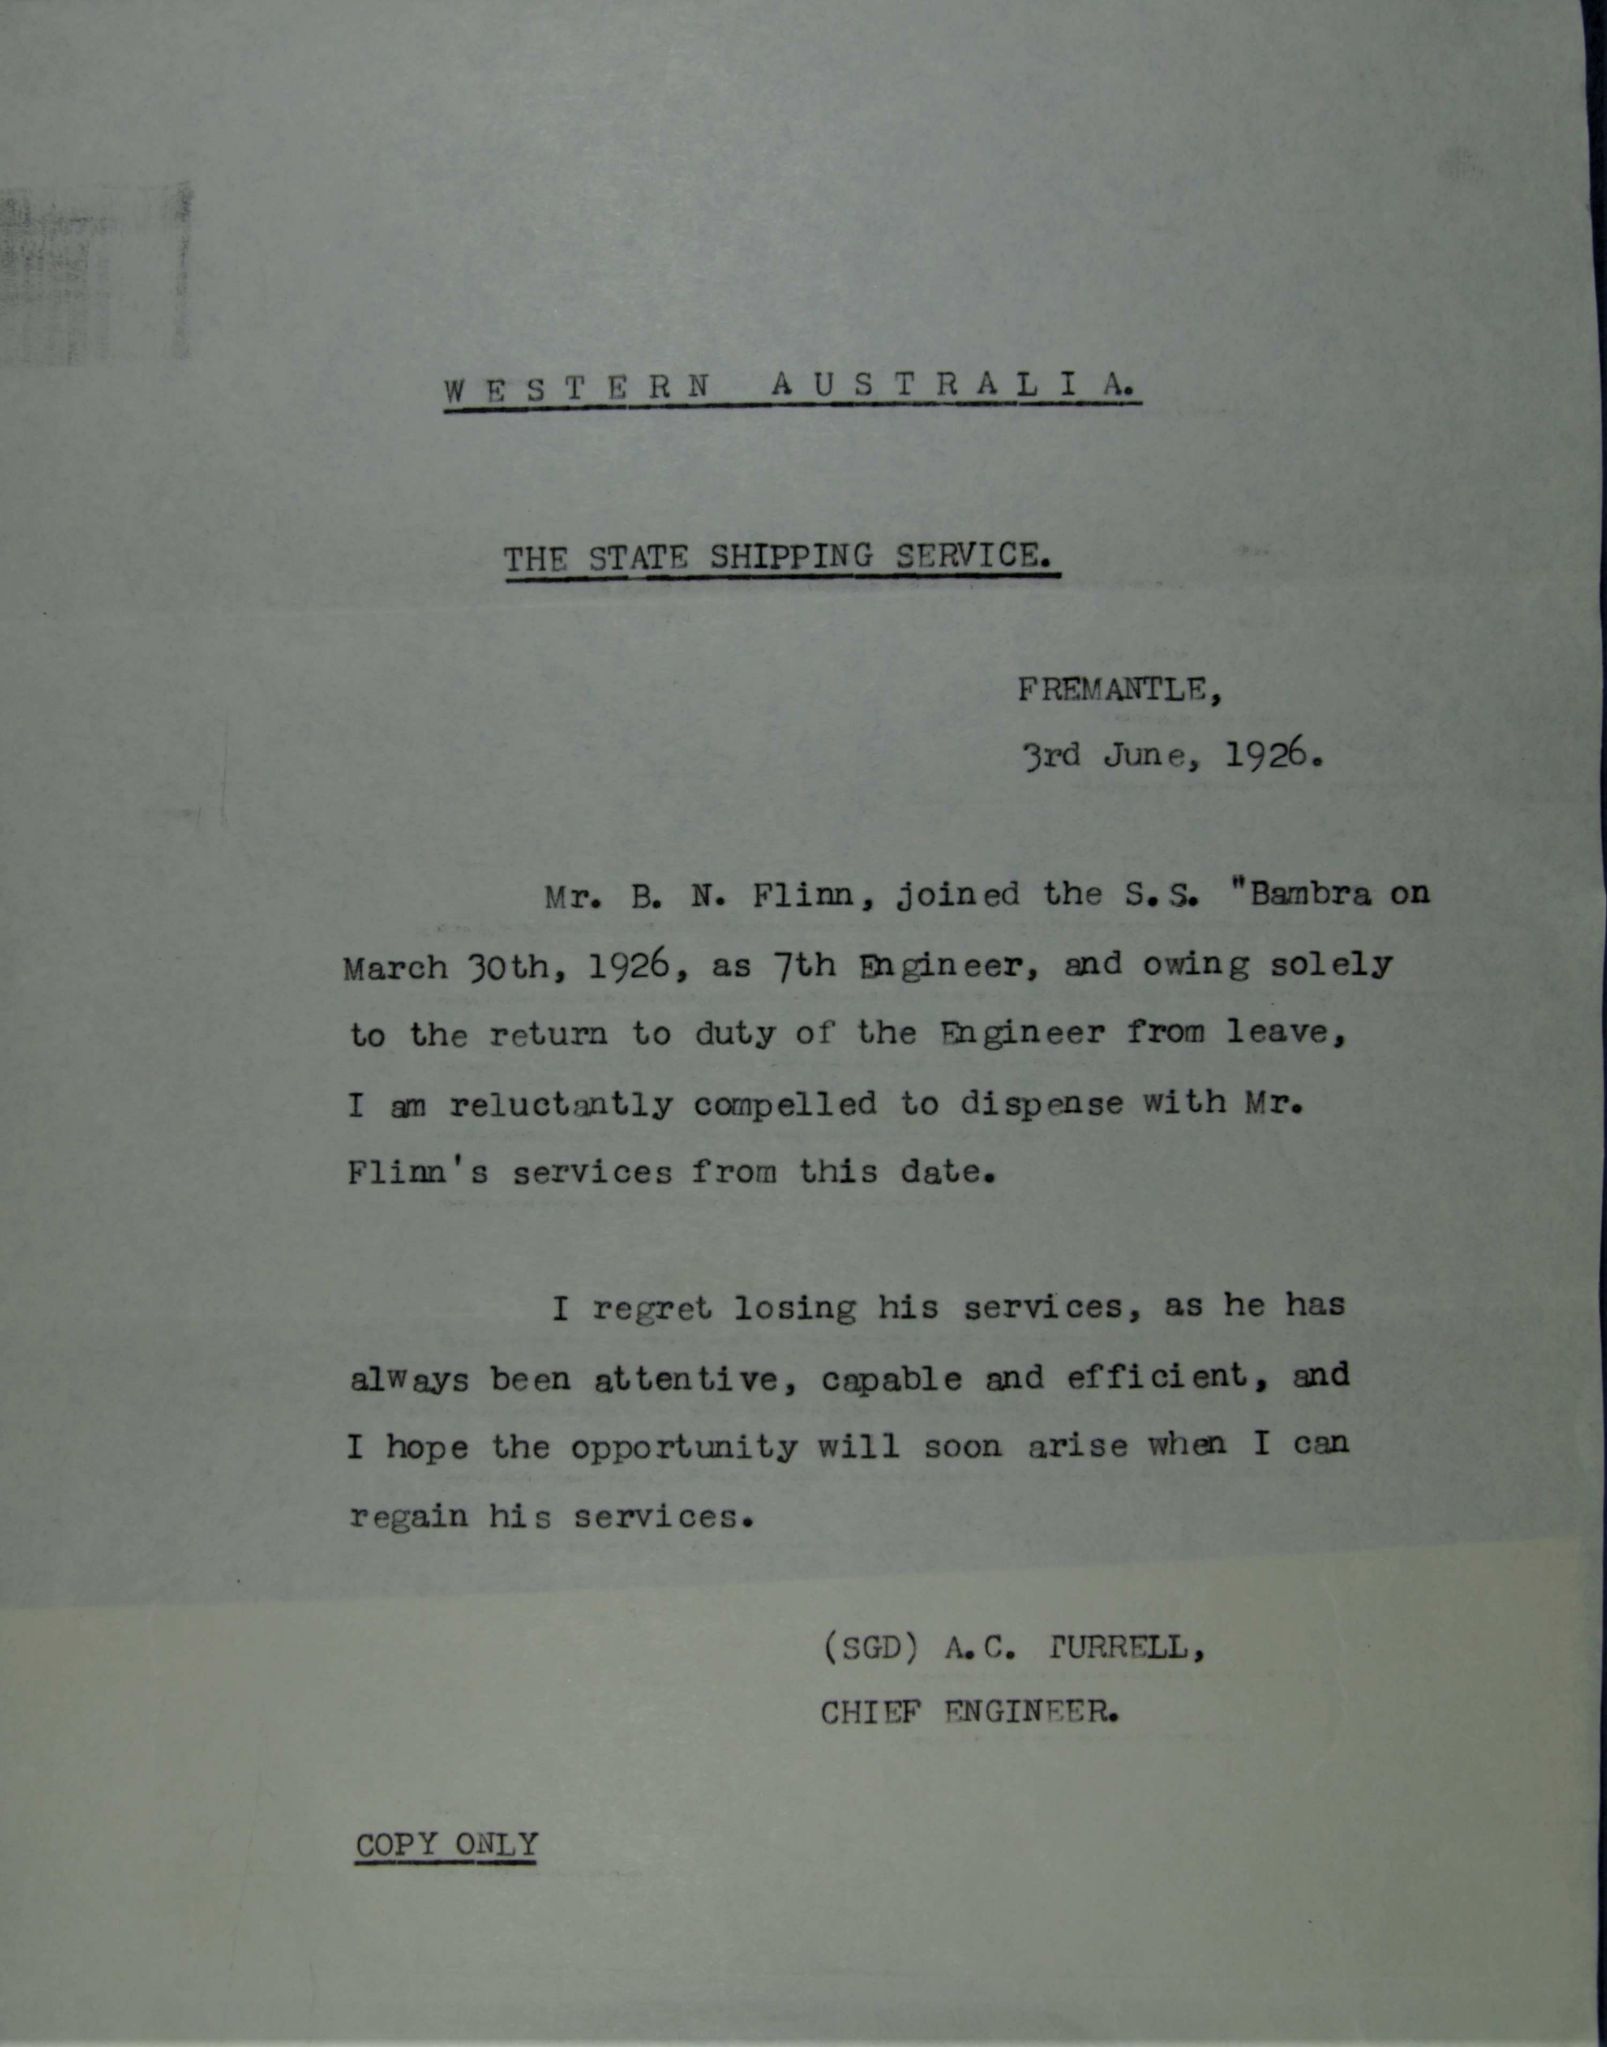 WESTERN AUSTRALIA.
THE STATE SHIPPING SERVICE.
FREMANTLE,
3rd June, 1926.
Mr. B. N. Flinn, joined the S.S. "Bambra on
March 30th, 1926, as 7th Engineer, and owing solely
to the return to duty of the Engineer from leave,
I am reluctantly compelled to dispense with Mr.
Flinn's services from this date.
I regret losing his services, as he has
always been attentive, capable and efficient, and
I hope the opportunity will soon arise when I can
regain his services.
(SGD) A.C. TURRELL,
CHIEF ENGINEER.
COPY ONLY